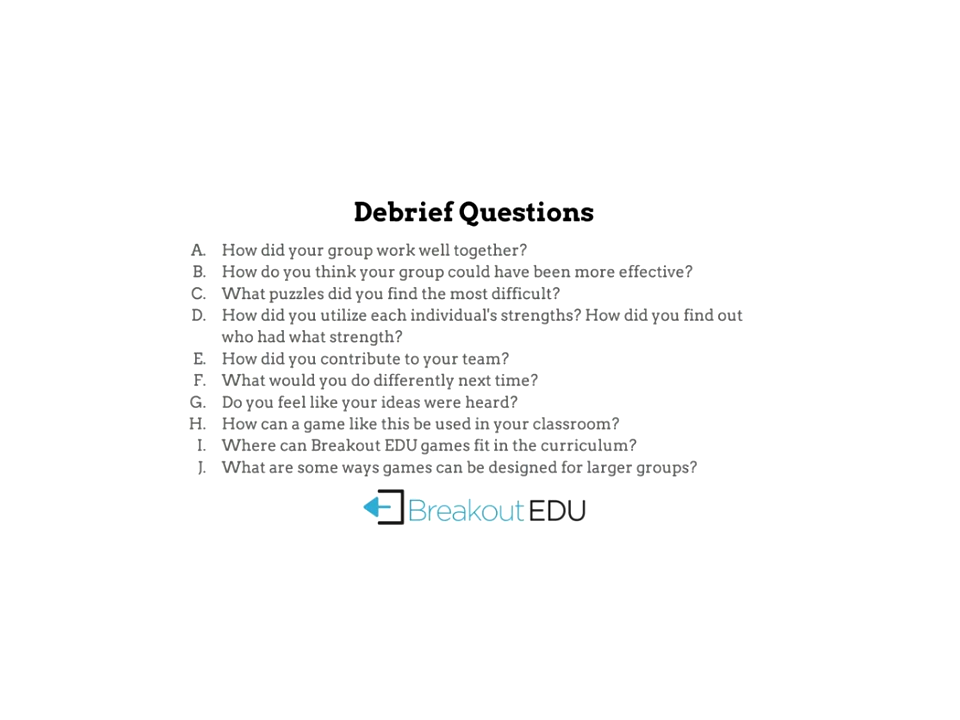 Debrief Questions
A. How did your group work well together?
B. How do you think your group could have been more effective?
C. What puzzles did you find the most difficult?
D. How did you utilize each individual's strengths? How did you find out
who had what strength?
E. How did you contribute to your team?
F. What would you do differently next time?
G. Do you feel like your ideas were heard?
H. How can a game like this be used in your classroom?
I. Where can Breakout EDU games fit in the curriculum?
J. What are some ways games can be designed for larger groups?
Breakout EDU